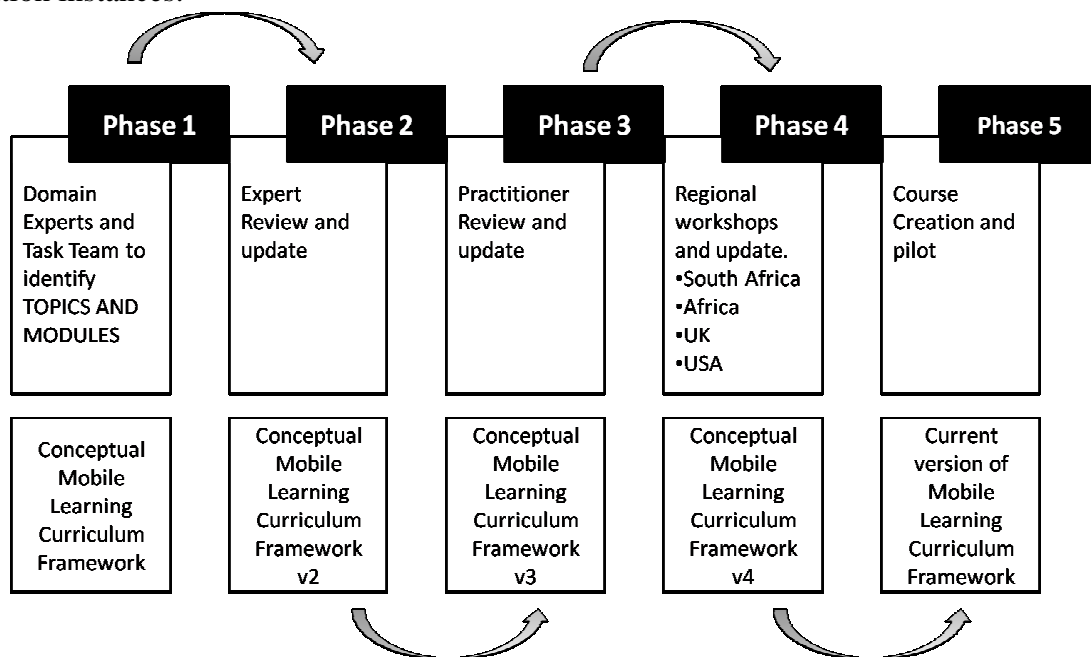 Phase 1
Phase 2
Phase 3
Phase 4
Phase 5
Domain
Experts and
Task Team to
identify
TOPICS AND
MODULES
Expert
Review and
update
Practitioner
Review and
update
Regional
workshops
and update.
•South Africa
•Africa
•UK
•USA
Course
Creation and
pilot
Conceptual
Mobile
Learning
Curriculum
Framework
Conceptual
Mobile
Learning
Curriculum
Framework
v2
Conceptual
Mobile
Learning
Curriculum
Framework
v3
Conceptual
Mobile
Learning
Curriculum
Framework
v4
Current
version of
Mobile
Learning
Curriculum
Framework